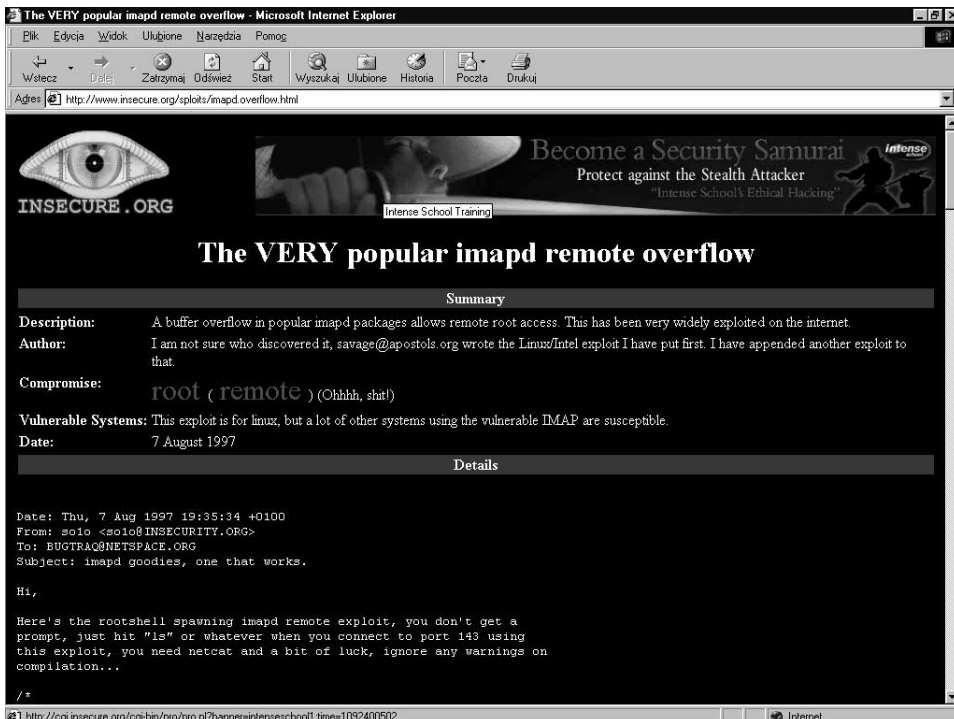 The VERY popular imapd remote overflow - Microsoft Internet Explorer
Plik Edycja Widok Ulubione Narzędzia Pomoc
Wstecz Dalej Zatrzymaj Odśwież Start Wyszukaj Ulubione Historia Poczta Drukuj
Adres http://www.insecure.org/sploits/imapd.overflow.html
INSECURE.ORG
Become a Security Samurai
intense school
Protect against the Stealth Attacker
"Intense School's Ethical Hacking"
Intense School Training
The VERY popular imapd remote overflow
Summary
Description: A buffer overflow in popular imapd packages allows remote root access. This has been very widely exploited on the internet.
Author: I am not sure who discovered it, savage@apostols.org wrote the Linux/Intel exploit I have put first. I have appended another exploit to
that.
Compromise: root ( remote ) (Ohhhh, shit!)
Vulnerable Systems: This exploit is for linux, but a lot of other systems using the vulnerable IMAP are susceptible.
Date: 7 August 1997
Details
Date: Thu, 7 Aug 1997 19:35:34 +0100
From: so1o <so1o@INSECURITY.ORG>
To: BUGTRAQ@NETSPACE.ORG
Subject: imapd goodies, one that works.
Hi,
Here's the rootshell spawning imapd remote exploit, you don't get a
prompt, just hit "ls" or whatever when you connect to port 143 using
this exploit, you need netcat and a bit of luck, ignore any warnings on
compilation...
/*
http://cgi.insecure.org/cgi-bin/pro/pro.pl?banner=intenseschool1;time=1092400502
Internet